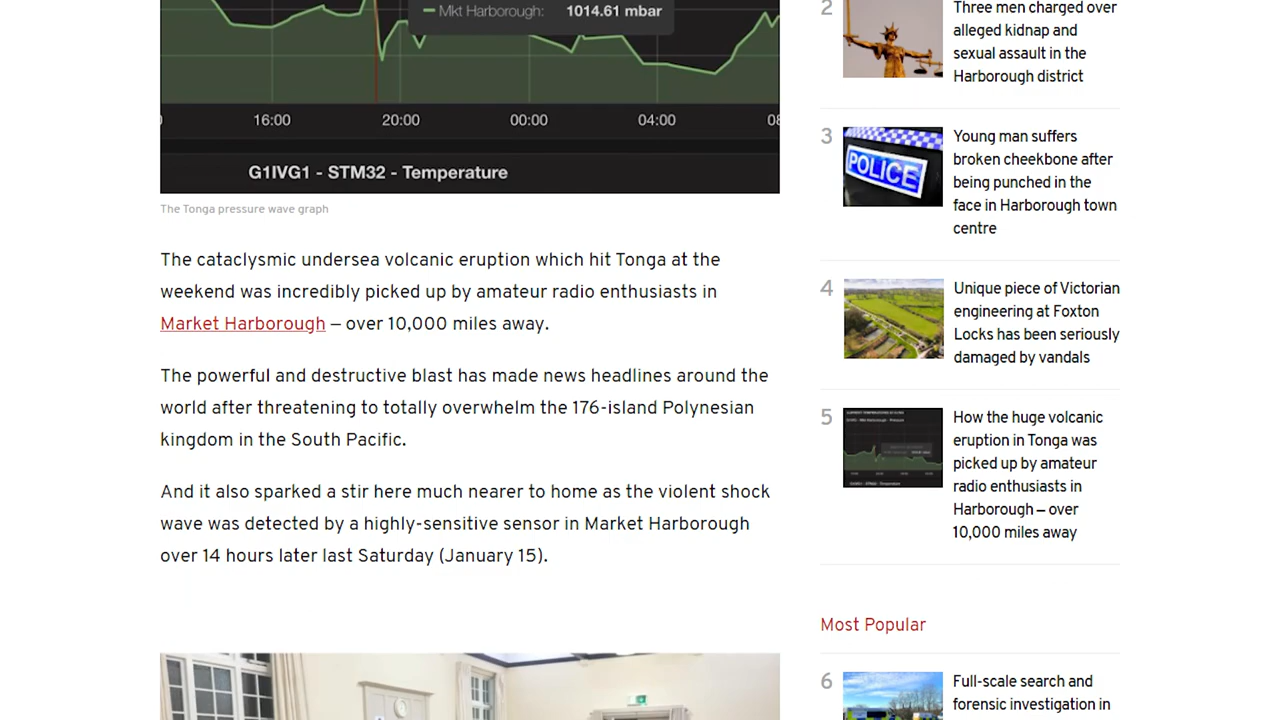 Mkt Harborough: 1014.61 mbar
16:00 20:00 00:00 04:00
G1IVG1 - STM32 - Temperature
The Tonga pressure wave graph
The cataclysmic undersea volcanic eruption which hit Tonga at the
weekend was incredibly picked up by amateur radio enthusiasts in
Market Harborough – over 10,000 miles away.
The powerful and destructive blast has made news headlines around the
world after threatening to totally overwhelm the 176-island Polynesian
kingdom in the South Pacific.
And it also sparked a stir here much nearer to home as the violent shock
wave was detected by a highly-sensitive sensor in Market Harborough
over 14 hours later last Saturday (January 15).
2
Three men charged over
alleged kidnap and
sexual assault in the
Harborough district
3
POLICE
Young man suffers
broken cheekbone after
being punched in the
face in Harborough town
centre
4
Unique piece of Victorian
engineering at Foxton
Locks has been seriously
damaged by vandals
5
How the huge volcanic
eruption in Tonga was
picked up by amateur
radio enthusiasts in
Harborough – over
10,000 miles away
Most Popular
6
Full-scale search and
forensic investigation in